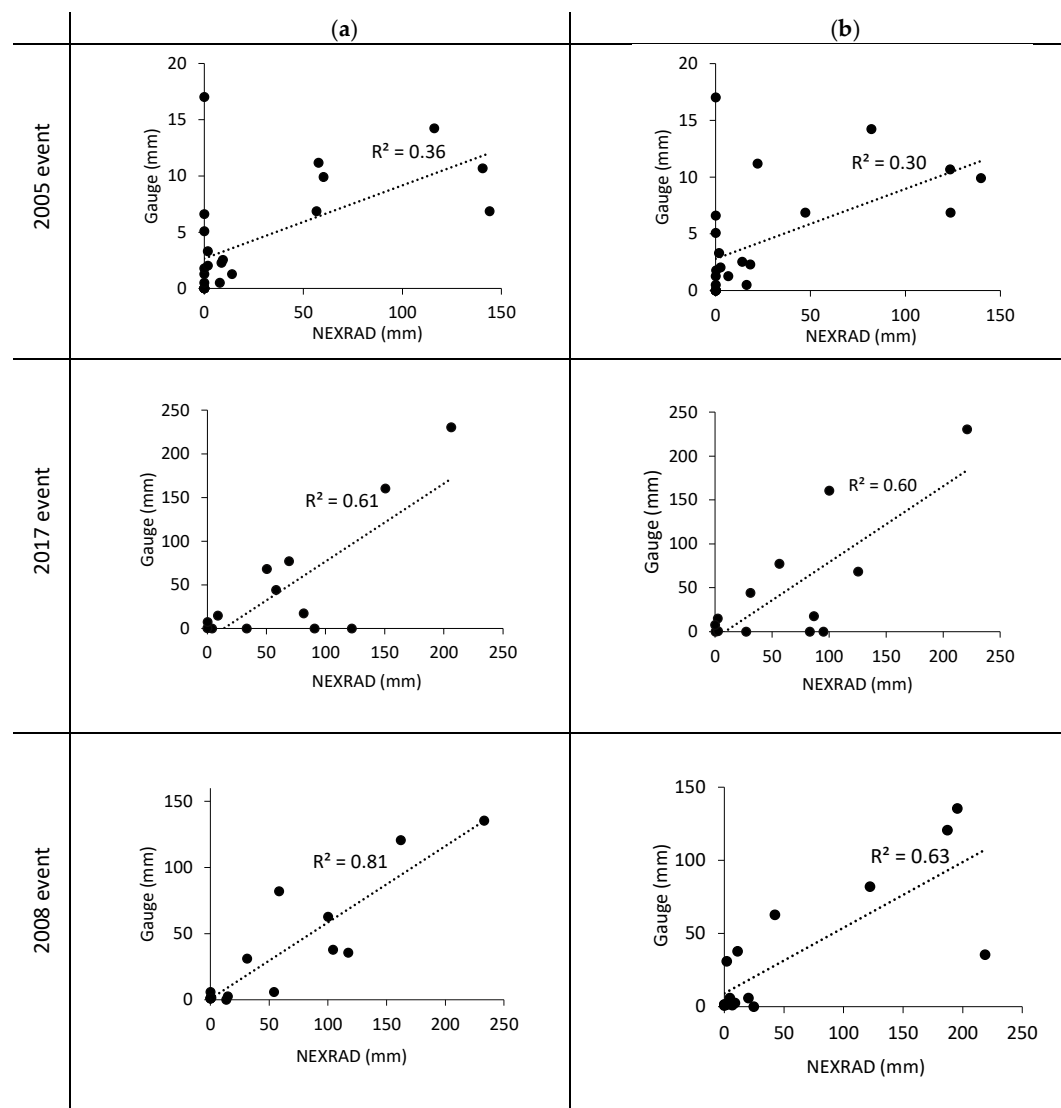 (a)
(b)
2005 event
20
15
10
5
0
Gauge (mm)
R² = 0.36
0 50 100 150
NEXRAD (mm)
20
15
10
5
0
Gauge (mm)
R² = 0.30
0 50 100 150
NEXRAD (mm)
2017 event
250
200
150
100
50
0
Gauge (mm)
R² = 0.61
0 50 100 150 200 250
NEXRAD (mm)
250
200
150
100
50
0
Gauge (mm)
R² = 0.60
0 50 100 150 200 250
NEXRAD (mm)
2008 event
150
100
50
0
Gauge (mm)
R² = 0.81
0 50 100 150 200 250
NEXRAD (mm)
150
100
50
0
Gauge (mm)
R² = 0.63
0 50 100 150 200 250
NEXRAD (mm)